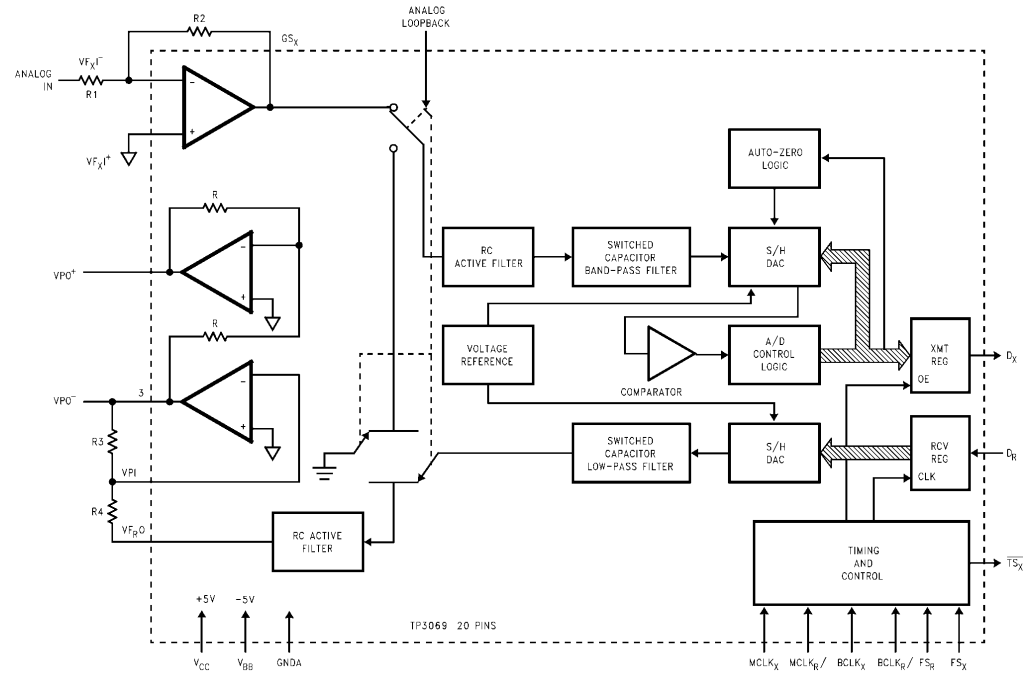 ANALOG
LOOPBACK
R2
GSX
VFXI⁻
ANALOG
IN
R1
−
+
VFXI⁺
AUTO-ZERO
LOGIC
R
−
+
VPO⁺
RC
ACTIVE FILTER
SWITCHED
CAPACITOR
BAND-PASS FILTER
S/H
DAC
R
VOLTAGE
REFERENCE
COMPARATOR
A/D
CONTROL
LOGIC
XMT
REG
OE
DX
−
+
VPO⁻
3
R3
VPI
R4
VFRO
SWITCHED
CAPACITOR
LOW-PASS FILTER
S/H
DAC
RCV
REG
CLK
DR
RC ACTIVE
FILTER
TIMING
AND
CONTROL
TSX
+5V
−5V
TP3069 20 PINS
VCC
VBB
GNDA
MCLKX
MCLKR/
BCLKX
BCLKR/
FSR
FSX